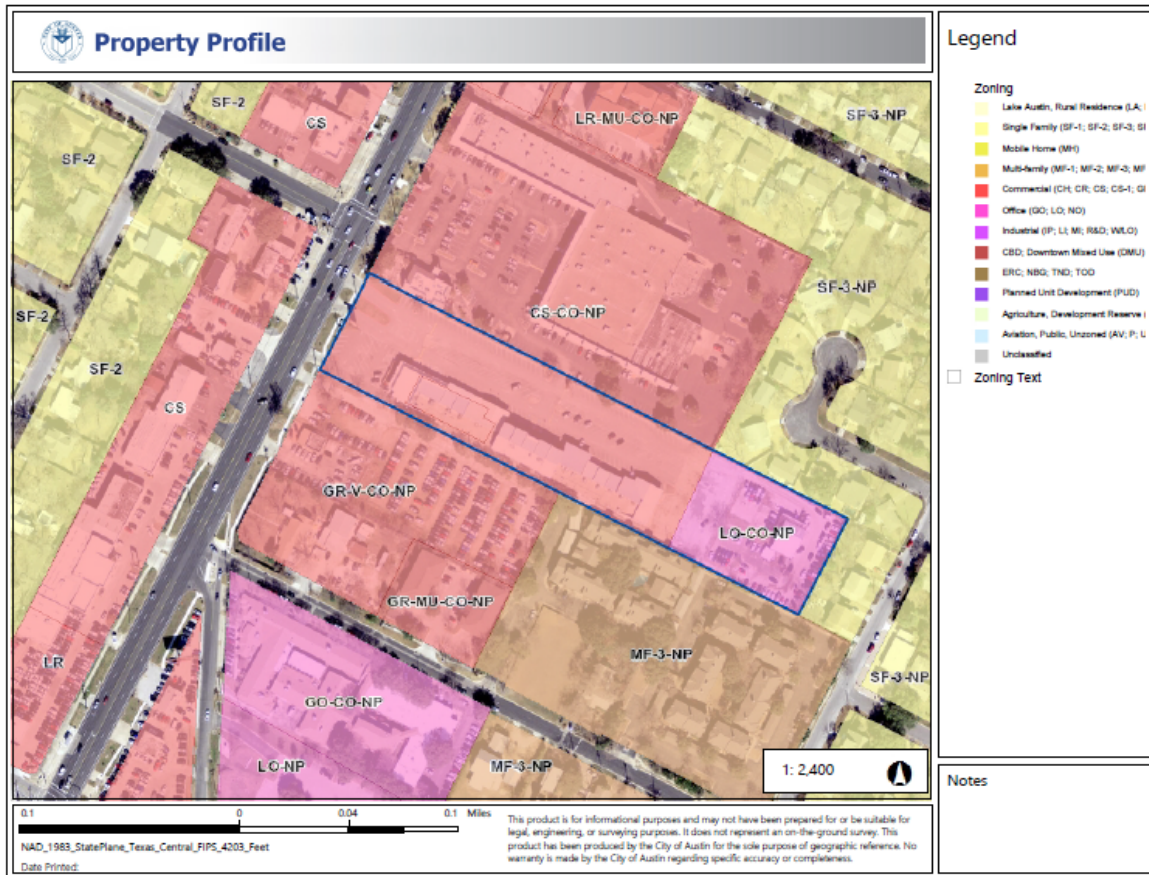 Property Profile
SF-2
CS
LR-MU-CO-NP
SF-3-NP
SF-2
SF-3-NP
CS-CO-NP
SF-2
SF-2
CS
GR-V-CO-NP
LO-CO-NP
GR-MU-CO-NP
MF-3-NP
LR
SF-3-NP
GO-CO-NP
LO-NP
MF-3-NP
1: 2,400
0.1 0 0.04 0.1 Miles
NAD_1983_StatePlane_Texas_Central_FIPS_4203_Feet
Date Printed:
This product is for informational purposes and may not have been prepared for or be suitable for
legal, engineering, or surveying purposes. It does not represent an on-the-ground survey. This
product has been produced by the City of Austin for the sole purpose of geographic reference. No
warranty is made by the City of Austin regarding specific accuracy or completeness.
Legend
Zoning
Lake Austin, Rural Residence (LA;
Single Family (SF-1; SF-2; SF-3;
Mobile Home (MH)
Multi-family (MF-1; MF-2; MF-3; MF
Commercial (CH; CR; CS; CS-1;
Office (GO; LO; NO)
Industrial (IP; LI; MI; R&D; W/LO)
CBD; Downtown Mixed Use (DMU)
ERC; NBG; TND; TOD
Planned Unit Development (PUD)
Agriculture, Development Reserve
Aviation, Public, Unzoned (AV; P;
Unclassified
Zoning Text
Notes